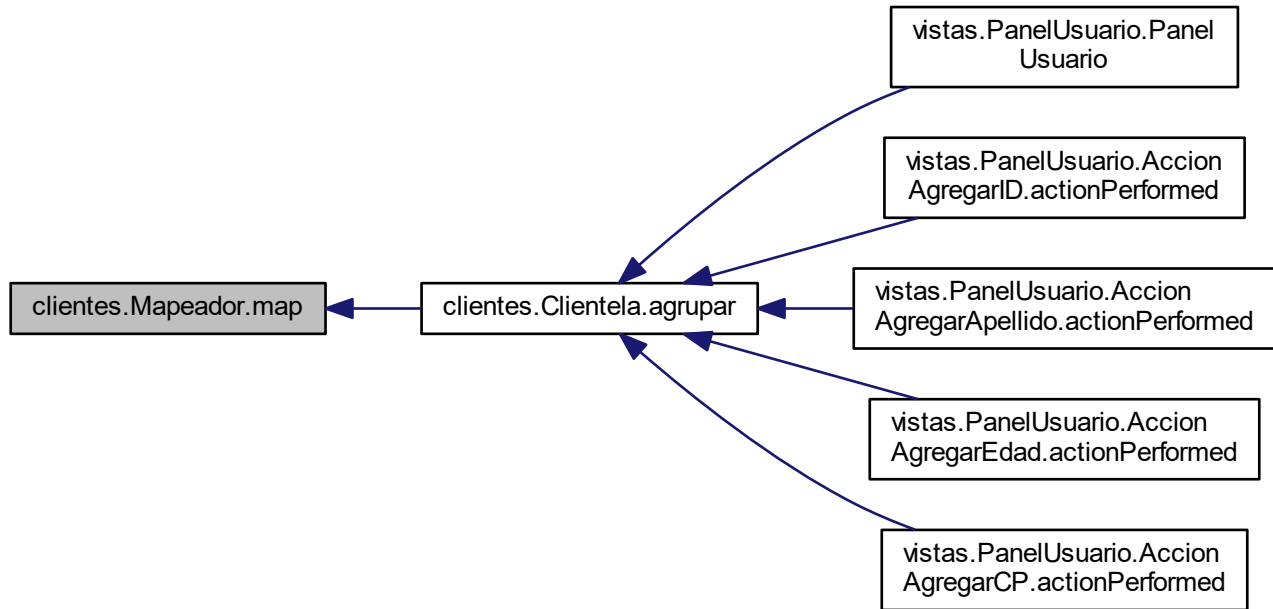 vistas.PanelUsuario.Panel
Usuario
vistas.PanelUsuario.Accion
AgregarID.actionPerformed
clientes.Mapeador.map
clientes.Clientela.agrupar
vistas.PanelUsuario.Accion
AgregarApellido.actionPerformed
vistas.PanelUsuario.Accion
AgregarEdad.actionPerformed
vistas.PanelUsuario.Accion
AgregarCP.actionPerformed